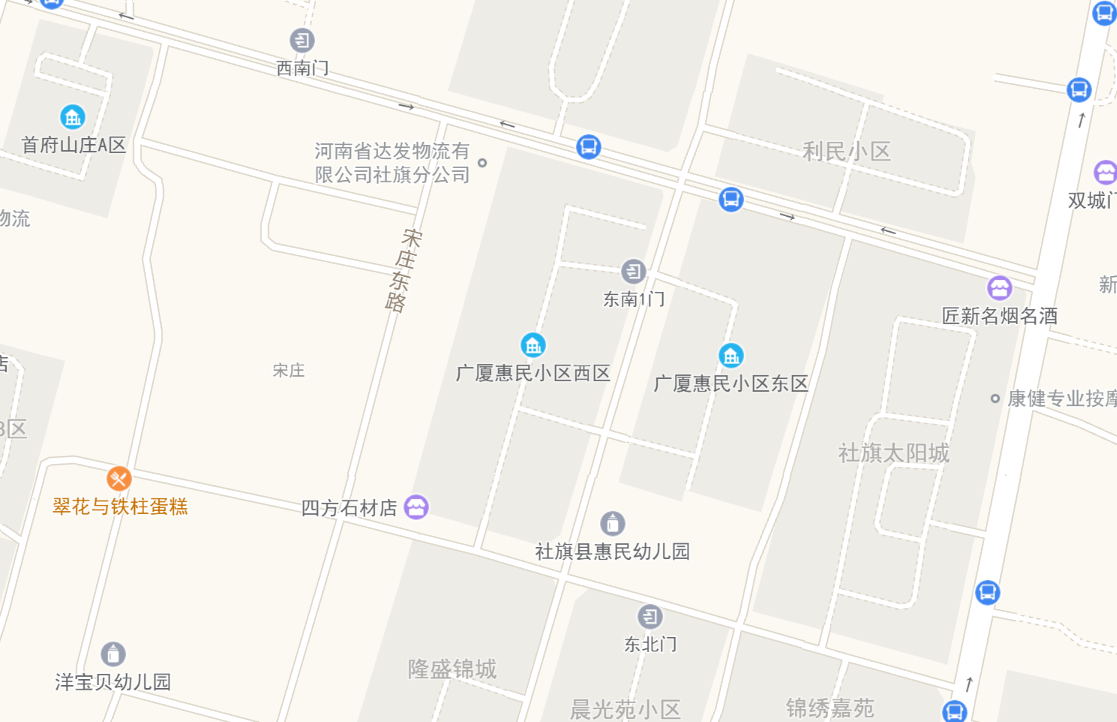 西南门
首府山庄A区
河南省达发物流有
限公司社旗分公司
利民小区
双城门
物流
宋庄东路
东南1门
新
匠新名烟名酒
店
宋庄
广厦惠民小区西区
广厦惠民小区东区
康健专业按摩
B区
社旗太阳城
翠花与铁柱蛋糕
四方石材店
社旗县惠民幼儿园
东北门
洋宝贝幼儿园
隆盛锦城
晨光苑小区
锦绣嘉苑